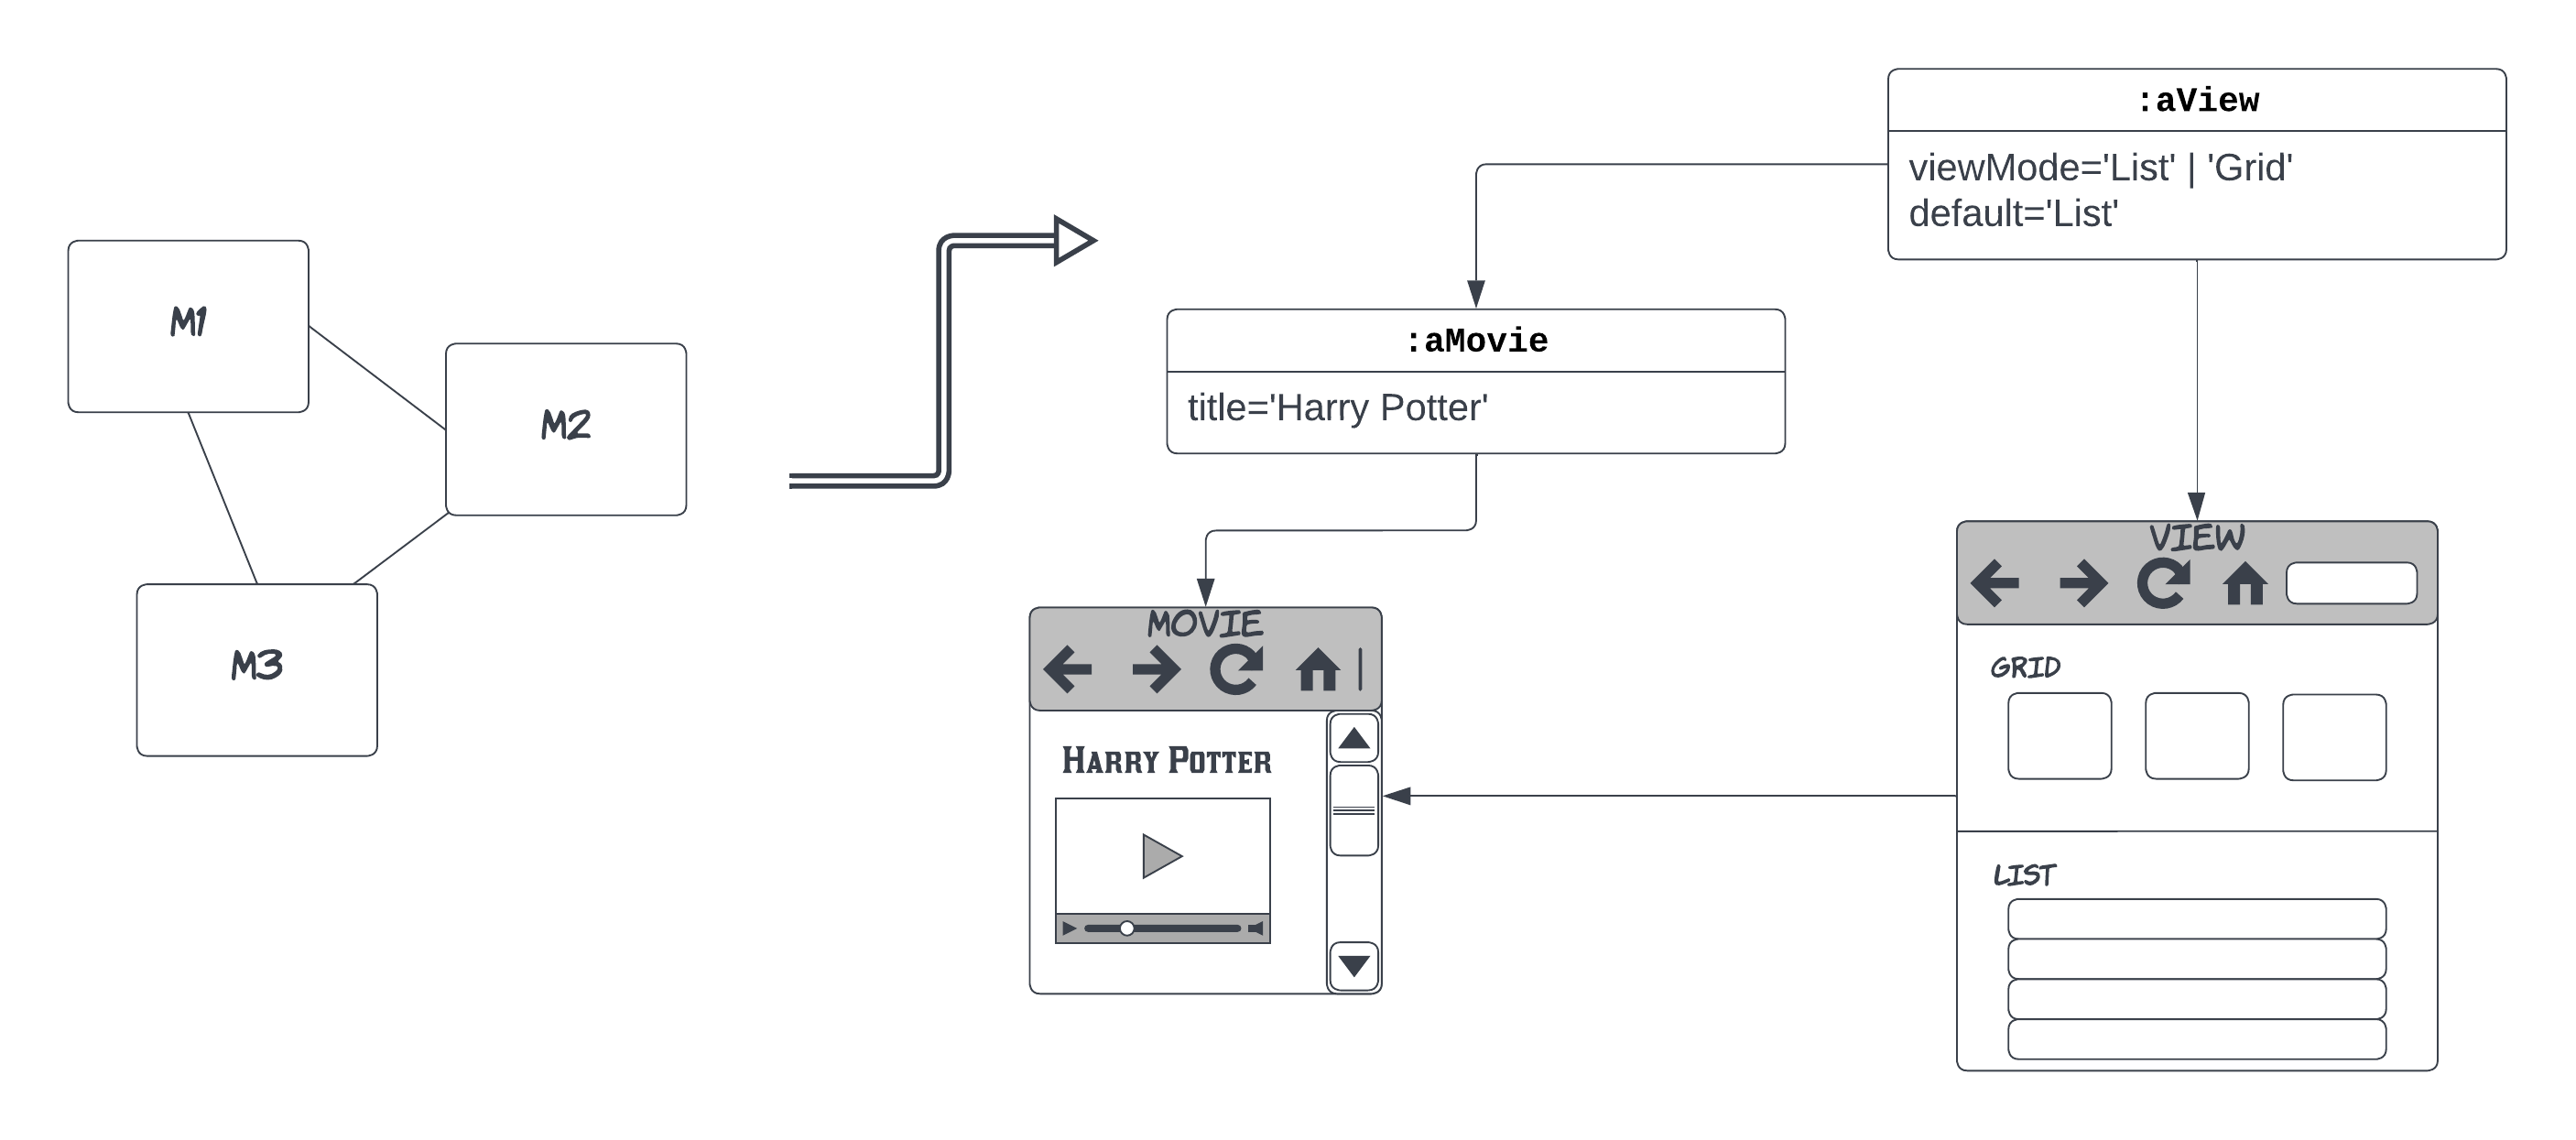 M1
M2
M3
:aView
viewMode='List' | 'Grid'
default='List'
:aMovie
title='Harry Potter'
MOVIE
Harry Potter
VIEW
GRID
LIST